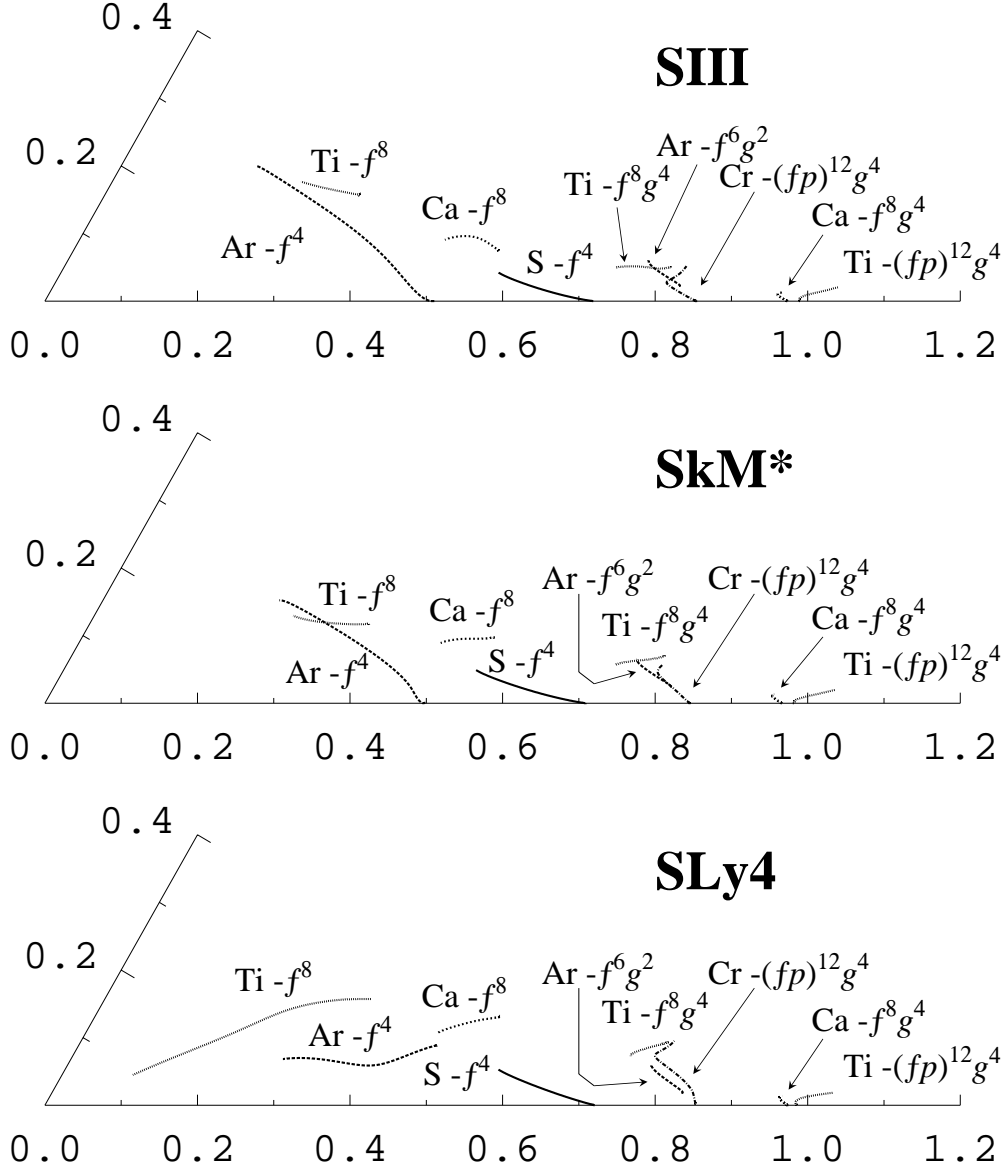 0.4
SIII
Ar -f⁶g²
0.2
Ti -f⁸
Ti -f⁸g⁴
Cr -(fp)¹²g⁴
Ca -f⁸
Ca -f⁸g⁴
Ar -f⁴
S -f⁴
Ti -(fp)¹²g⁴
0.0 0.2 0.4 0.6 0.8 1.0 1.2
0.4
SkM*
0.2
Ar -f⁶g²
Cr -(fp)¹²g⁴
Ti -f⁸
Ca -f⁸
Ti -f⁸g⁴
Ca -f⁸g⁴
Ar -f⁴
S -f⁴
Ti -(fp)¹²g⁴
0.0 0.2 0.4 0.6 0.8 1.0 1.2
0.4
SLy4
0.2
Ti -f⁸
Ar -f⁶g²
Cr -(fp)¹²g⁴
Ca -f⁸
Ti -f⁸g⁴
Ca -f⁸g⁴
Ar -f⁴
S -f⁴
Ti -(fp)¹²g⁴
0.0 0.2 0.4 0.6 0.8 1.0 1.2